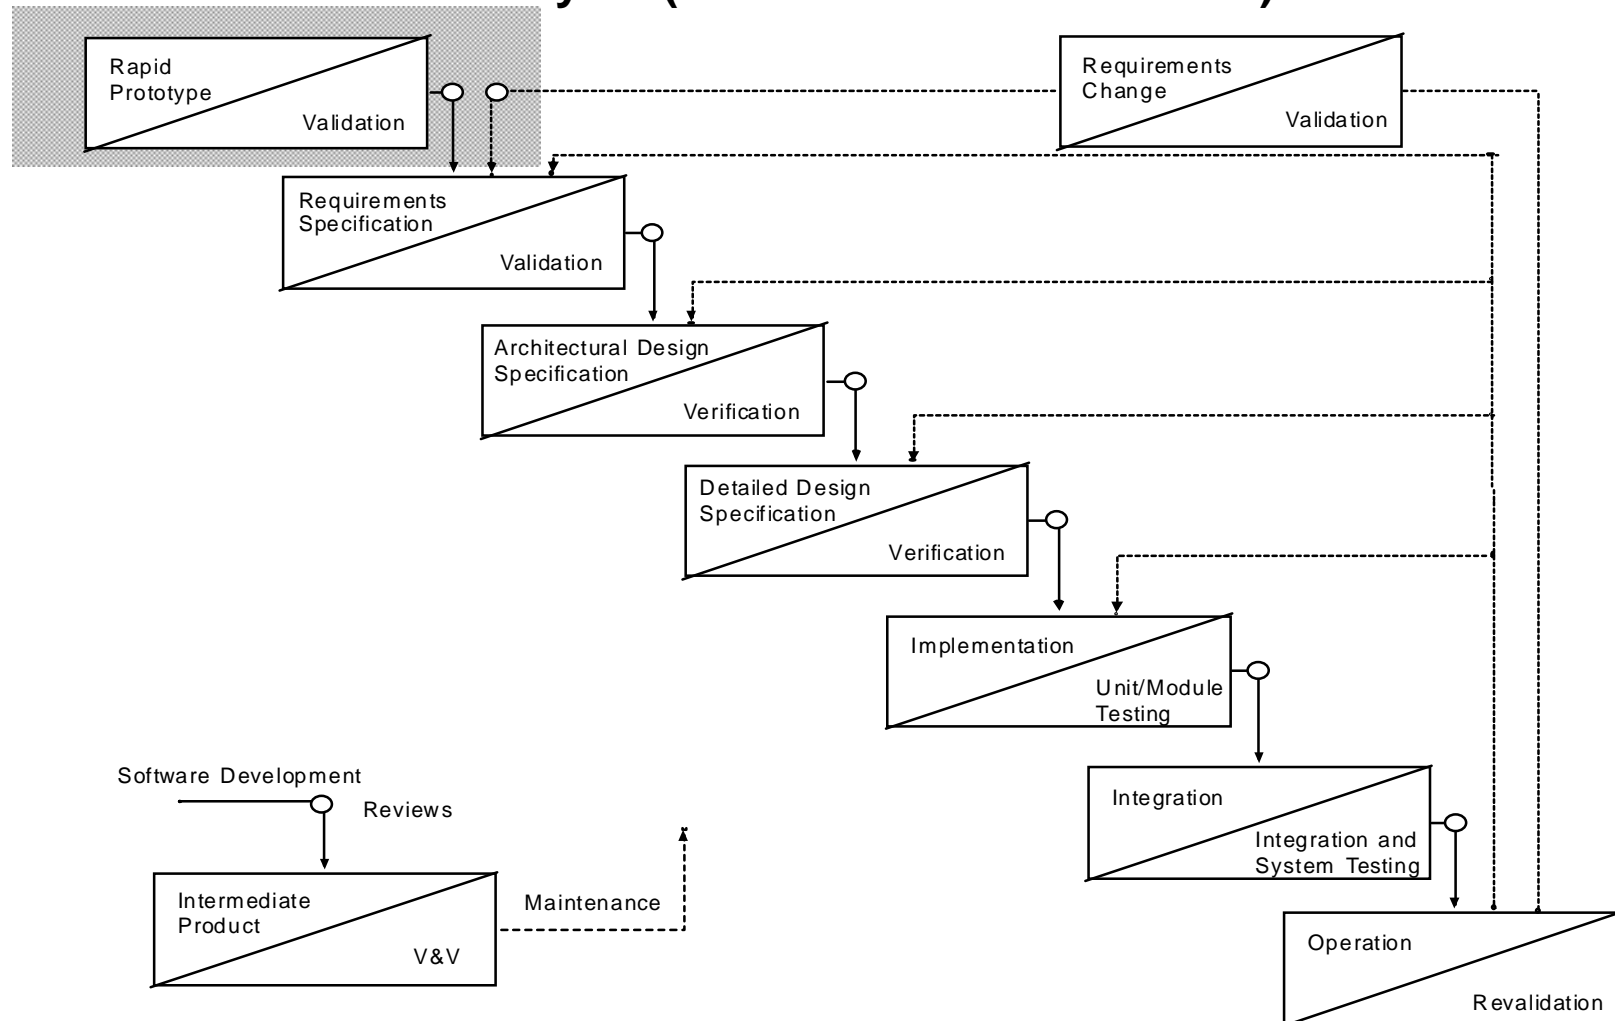 Rapid
Prototype
Validation
Requirements
Change
Validation
Requirements
Specification
Validation
Architectural Design
Specification
Verification
Detailed Design
Specification
Verification
Implementation
Unit/Module
Testing
Software Development
Reviews
Integration
Integration and
System Testing
Intermediate
Product
V&V
Maintenance
Operation
Revalidation